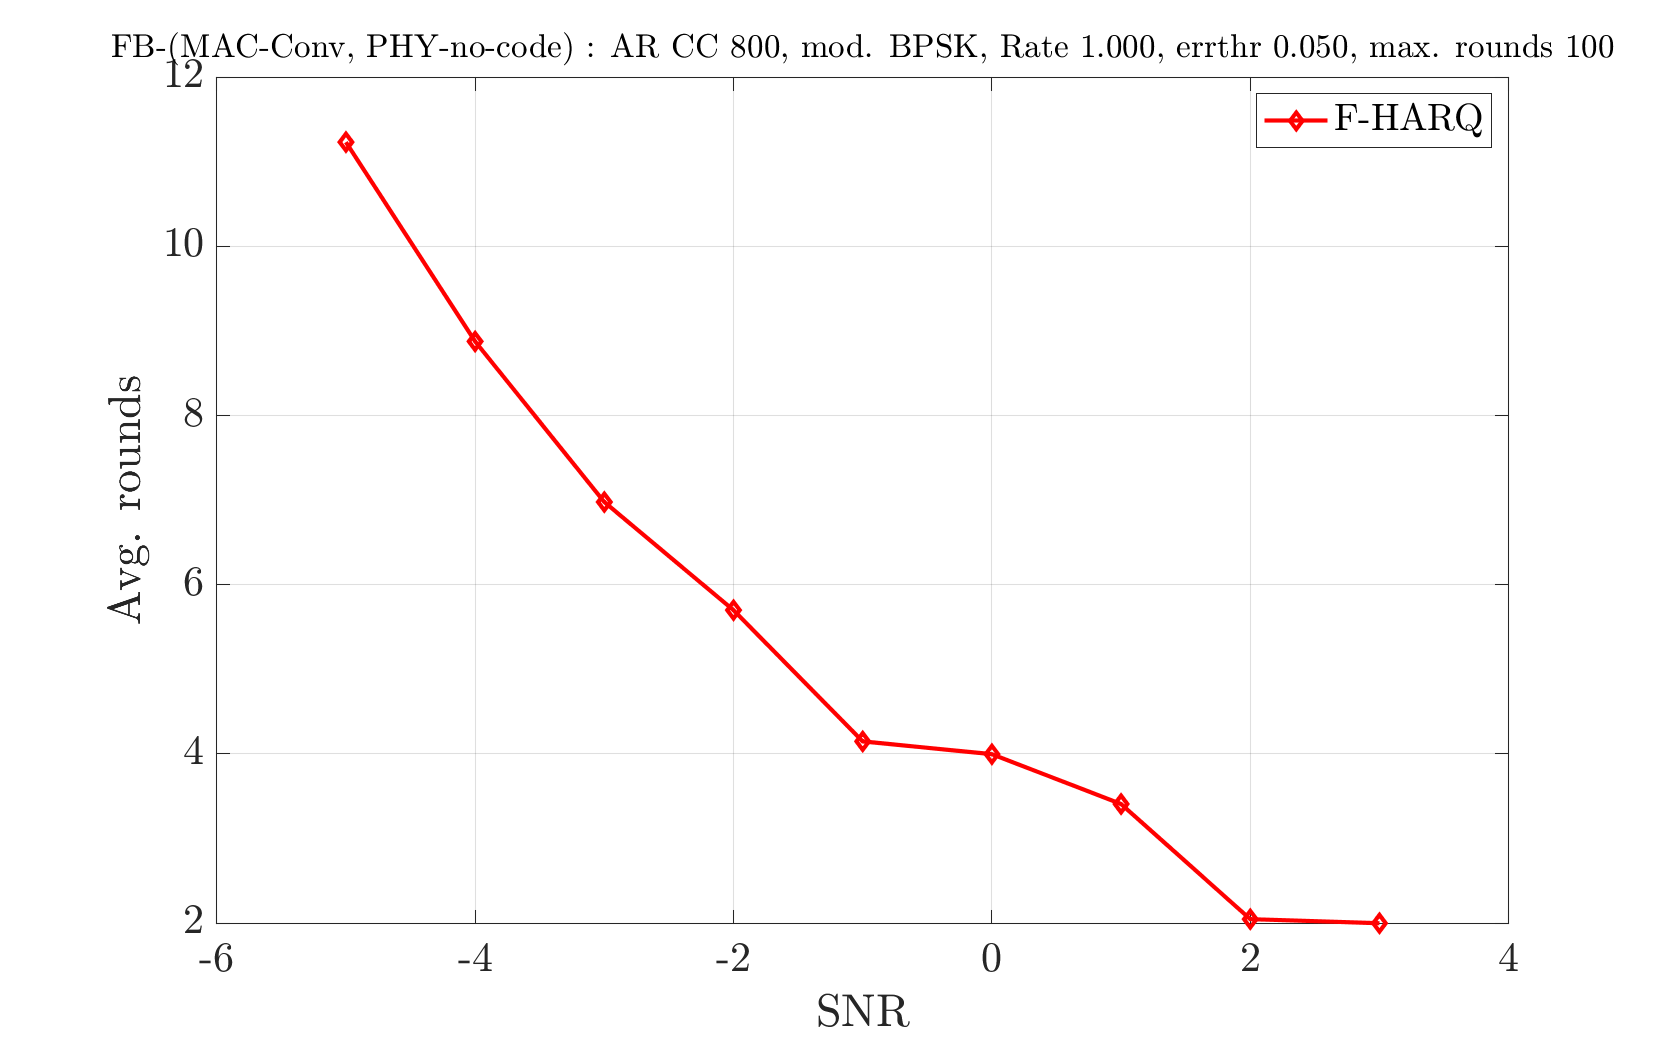 FB-(MAC-Conv, PHY-no-code) : AR CC 800, mod. BPSK, Rate 1.000, errthr 0.050, max. rounds 100
F-HARQ
12
10
8
6
4
2
Avg. rounds
-6 -4 -2 0 2 4
SNR